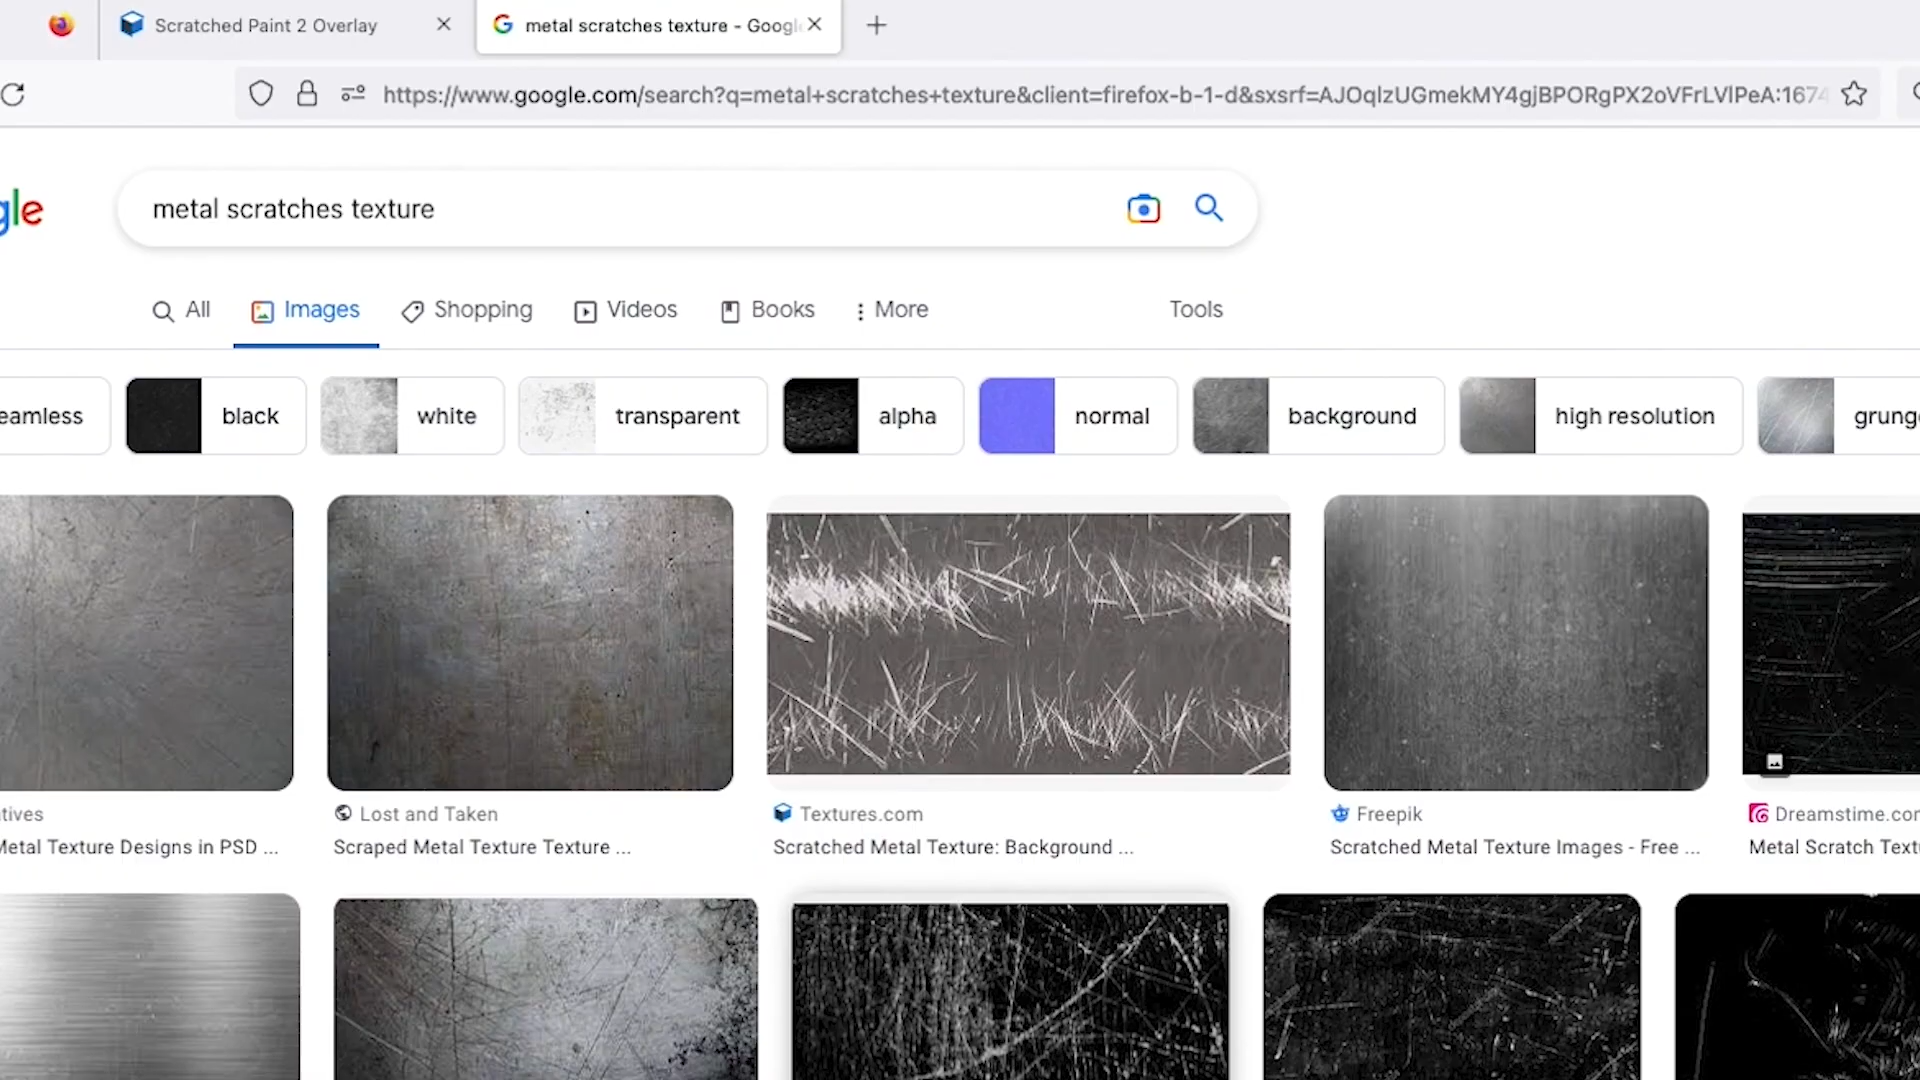 Scratched Paint 2 Overlay
metal scratches texture - Googl
https://www.google.com/search?q=metal+scratches+texture&client=firefox-b-1-d&sxsrf=AJOqlzUGmekMY4gjBPORgPX2oVFrLVlPeA:1674
gle
metal scratches texture
All
Images
Shopping
Videos
Books
More
Tools
eamless
black
white
transparent
alpha
normal
background
high resolution
grunge
tives
Lost and Taken
Textures.com
Freepik
Dreamstime.com
Metal Texture Designs in PSD ...
Scraped Metal Texture Texture ...
Scratched Metal Texture: Background ...
Scratched Metal Texture Images - Free ...
Metal Scratch Text